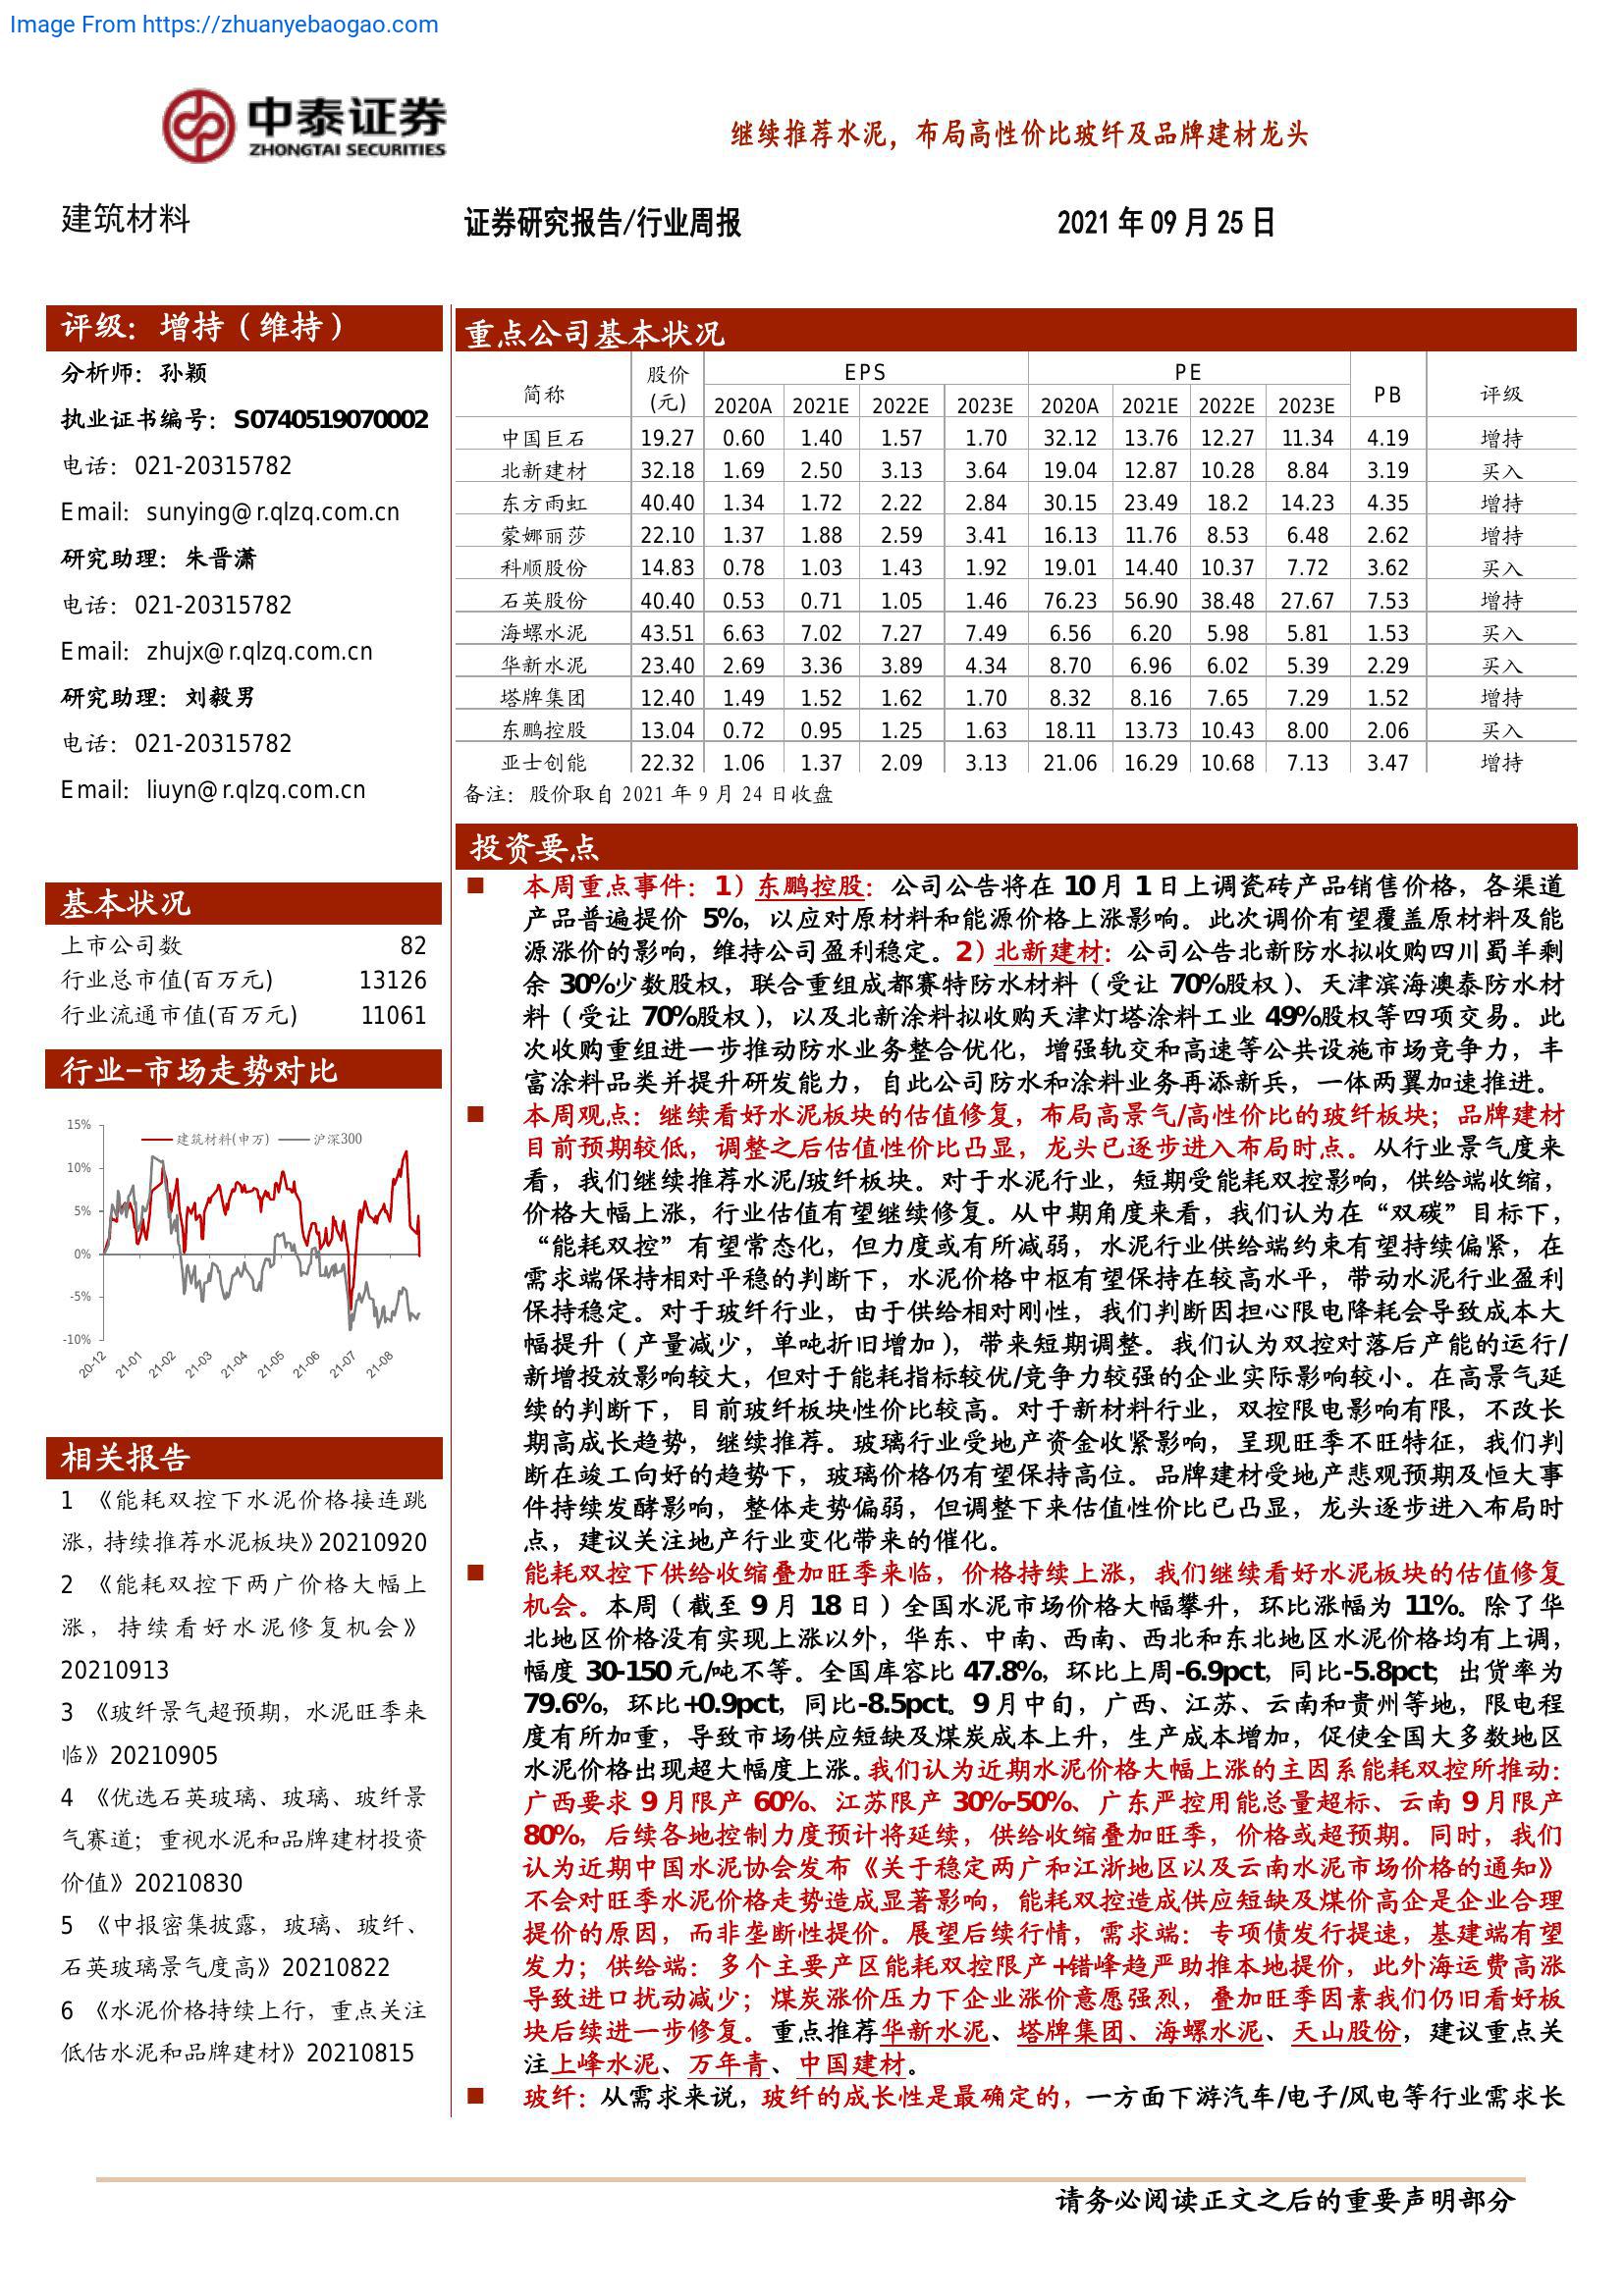 Image From https://zhuanyebaogao.com
中泰证券
ZHONGTAI SECURITIES
继续推荐水泥，布局高性价比玻纤及品牌建材龙头
建筑材料
证券研究报告/行业周报
2021 年 09 月 25 日
评级：增持（维持）
分析师：孙颖
执业证书编号：S0740519070002
电话：021-20315782
Email：sunying@r.qlzq.com.cn
研究助理：朱晋潇
电话：021-20315782
Email：zhujx@r.qlzq.com.cn
研究助理：刘毅男
电话：021-20315782
Email：liuyn@r.qlzq.com.cn
基本状况
上市公司数 82
行业总市值(百万元) 13126
行业流通市值(百万元) 11061
行业-市场走势对比
建筑材料(申万) 沪深300
15%
10%
5%
0%
-5%
-10%
20-12 21-01 21-02 21-03 21-04 21-05 21-06 21-07 21-08
相关报告
1 《能耗双控下水泥价格接连跳
涨，持续推荐水泥板块》20210920
2 《能耗双控下两广价格大幅上
涨，持续看好水泥修复机会》
20210913
3 《玻纤景气超预期，水泥旺季来
临》20210905
4 《优选石英玻璃、玻璃、玻纤景
气赛道；重视水泥和品牌建材投资
价值》20210830
5 《中报密集披露，玻璃、玻纤、
石英玻璃景气度高》20210822
6 《水泥价格持续上行，重点关注
低估水泥和品牌建材》20210815
重点公司基本状况
简称 股价(元) EPS PE PB 评级
2020A 2021E 2022E 2023E 2020A 2021E 2022E 2023E
中国巨石 19.27 0.60 1.40 1.57 1.70 32.12 13.76 12.27 11.34 4.19 增持
北新建材 32.18 1.69 2.50 3.13 3.64 19.04 12.87 10.28 8.84 3.19 买入
东方雨虹 40.40 1.34 1.72 2.22 2.84 30.15 23.49 18.2 14.23 4.35 增持
蒙娜丽莎 22.10 1.37 1.88 2.59 3.41 16.13 11.76 8.53 6.48 2.62 增持
科顺股份 14.83 0.78 1.03 1.43 1.92 19.01 14.40 10.37 7.72 3.62 买入
石英股份 40.40 0.53 0.71 1.05 1.46 76.23 56.90 38.48 27.67 7.53 增持
海螺水泥 43.51 6.63 7.02 7.27 7.49 6.56 6.20 5.98 5.81 1.53 买入
华新水泥 23.40 2.69 3.36 3.89 4.34 8.70 6.96 6.02 5.39 2.29 买入
塔牌集团 12.40 1.49 1.52 1.62 1.70 8.32 8.16 7.65 7.29 1.52 增持
东鹏控股 13.04 0.72 0.95 1.25 1.63 18.11 13.73 10.43 8.00 2.06 买入
亚士创能 22.32 1.06 1.37 2.09 3.13 21.06 16.29 10.68 7.13 3.47 增持
备注：股价取自 2021 年 9 月 24 日收盘
投资要点
■ 本周重点事件：1）东鹏控股：公司公告将在 10 月 1 日上调瓷砖产品销售价格，各渠道
产品普遍提价 5%，以应对原材料和能源价格上涨影响。此次调价有望覆盖原材料及能
源涨价的影响，维持公司盈利稳定。2）北新建材：公司公告北新防水拟收购四川蜀羊剩
余 30%少数股权，联合重组成都赛特防水材料（受让 70%股权）、天津滨海澳泰防水材
料（受让 70%股权），以及北新涂料拟收购天津灯塔涂料工业 49%股权等四项交易。此
次收购重组进一步推动防水业务整合优化，增强轨交和高速等公共设施市场竞争力，丰
富涂料品类并提升研发能力，自此公司防水和涂料业务再添新兵，一体两翼加速推进。
■ 本周观点：继续看好水泥板块的估值修复，布局高景气/高性价比的玻纤板块；品牌建材
目前预期较低，调整之后估值性价比凸显，龙头已逐步进入布局时点。从行业景气度来
看，我们继续推荐水泥/玻纤板块。对于水泥行业，短期受能耗双控影响，供给端收缩，
价格大幅上涨，行业估值有望继续修复。从中期角度来看，我们认为在“双碳”目标下，
“能耗双控”有望常态化，但力度或有所减弱，水泥行业供给端约束有望持续偏紧，在
需求端保持相对平稳的判断下，水泥价格中枢有望保持在较高水平，带动水泥行业盈利
保持稳定。对于玻纤行业，由于供给相对刚性，我们判断因担心限电降耗会导致成本大
幅提升（产量减少，单吨折旧增加），带来短期调整。我们认为双控对落后产能的运行/
新增投放影响较大，但对于能耗指标较优/竞争力较强的企业实际影响较小。在高景气延
续的判断下，目前玻纤板块性价比较高。对于新材料行业，双控限电影响有限，不改长
期高成长趋势，继续推荐。玻璃行业受地产资金收紧影响，呈现旺季不旺特征，我们判
断在竣工向好的趋势下，玻璃价格仍有望保持高位。品牌建材受地产悲观预期及恒大事
件持续发酵影响，整体走势偏弱，但调整下来估值性价比已凸显，龙头逐步进入布局时
点，建议关注地产行业变化带来的催化。
■ 能耗双控下供给收缩叠加旺季来临，价格持续上涨，我们继续看好水泥板块的估值修复
机会。本周（截至 9 月 18 日）全国水泥市场价格大幅攀升，环比涨幅为 11%。除了华
北地区价格没有实现上涨以外，华东、中南、西南、西北和东北地区水泥价格均有上调，
幅度 30-150 元/吨不等。全国库容比 47.8%，环比上周-6.9pct，同比-5.8pct；出货率为
79.6%，环比+0.9pct，同比-8.5pct。9 月中旬，广西、江苏、云南和贵州等地，限电程
度有所加重，导致市场供应短缺及煤炭成本上升，生产成本增加，促使全国大多数地区
水泥价格出现超大幅度上涨。我们认为近期水泥价格大幅上涨的主因系能耗双控所推动：
广西要求 9 月限产 60%、江苏限产 30%-50%、广东严控用能总量超标、云南 9 月限产
80%，后续各地控制力度预计将延续，供给收缩叠加旺季，价格或超预期。同时，我们
认为近期中国水泥协会发布《关于稳定两广和江浙地区以及云南水泥市场价格的通知》
不会对旺季水泥价格走势造成显著影响，能耗双控造成供应短缺及煤价高企是企业合理
提价的原因，而非垄断性提价。展望后续行情，需求端：专项债发行提速，基建端有望
发力；供给端：多个主要产区能耗双控限产+错峰趋严助推本地提价，此外海运费高涨
导致进口扰动减少；煤炭涨价压力下企业涨价意愿强烈，叠加旺季因素我们仍旧看好板
块后续进一步修复。重点推荐华新水泥、塔牌集团、海螺水泥、天山股份，建议重点关
注上峰水泥、万年青、中国建材。
■ 玻纤：从需求来说，玻纤的成长性是最确定的，一方面下游汽车/电子/风电等行业需求长
请务必阅读正文之后的重要声明部分